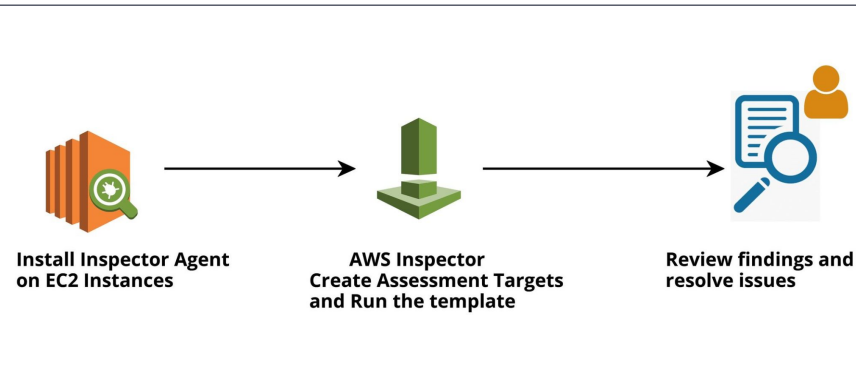 Install Inspector Agent
on EC2 Instances
AWS Inspector
Create Assessment Targets
and Run the template
Review findings and
resolve issues